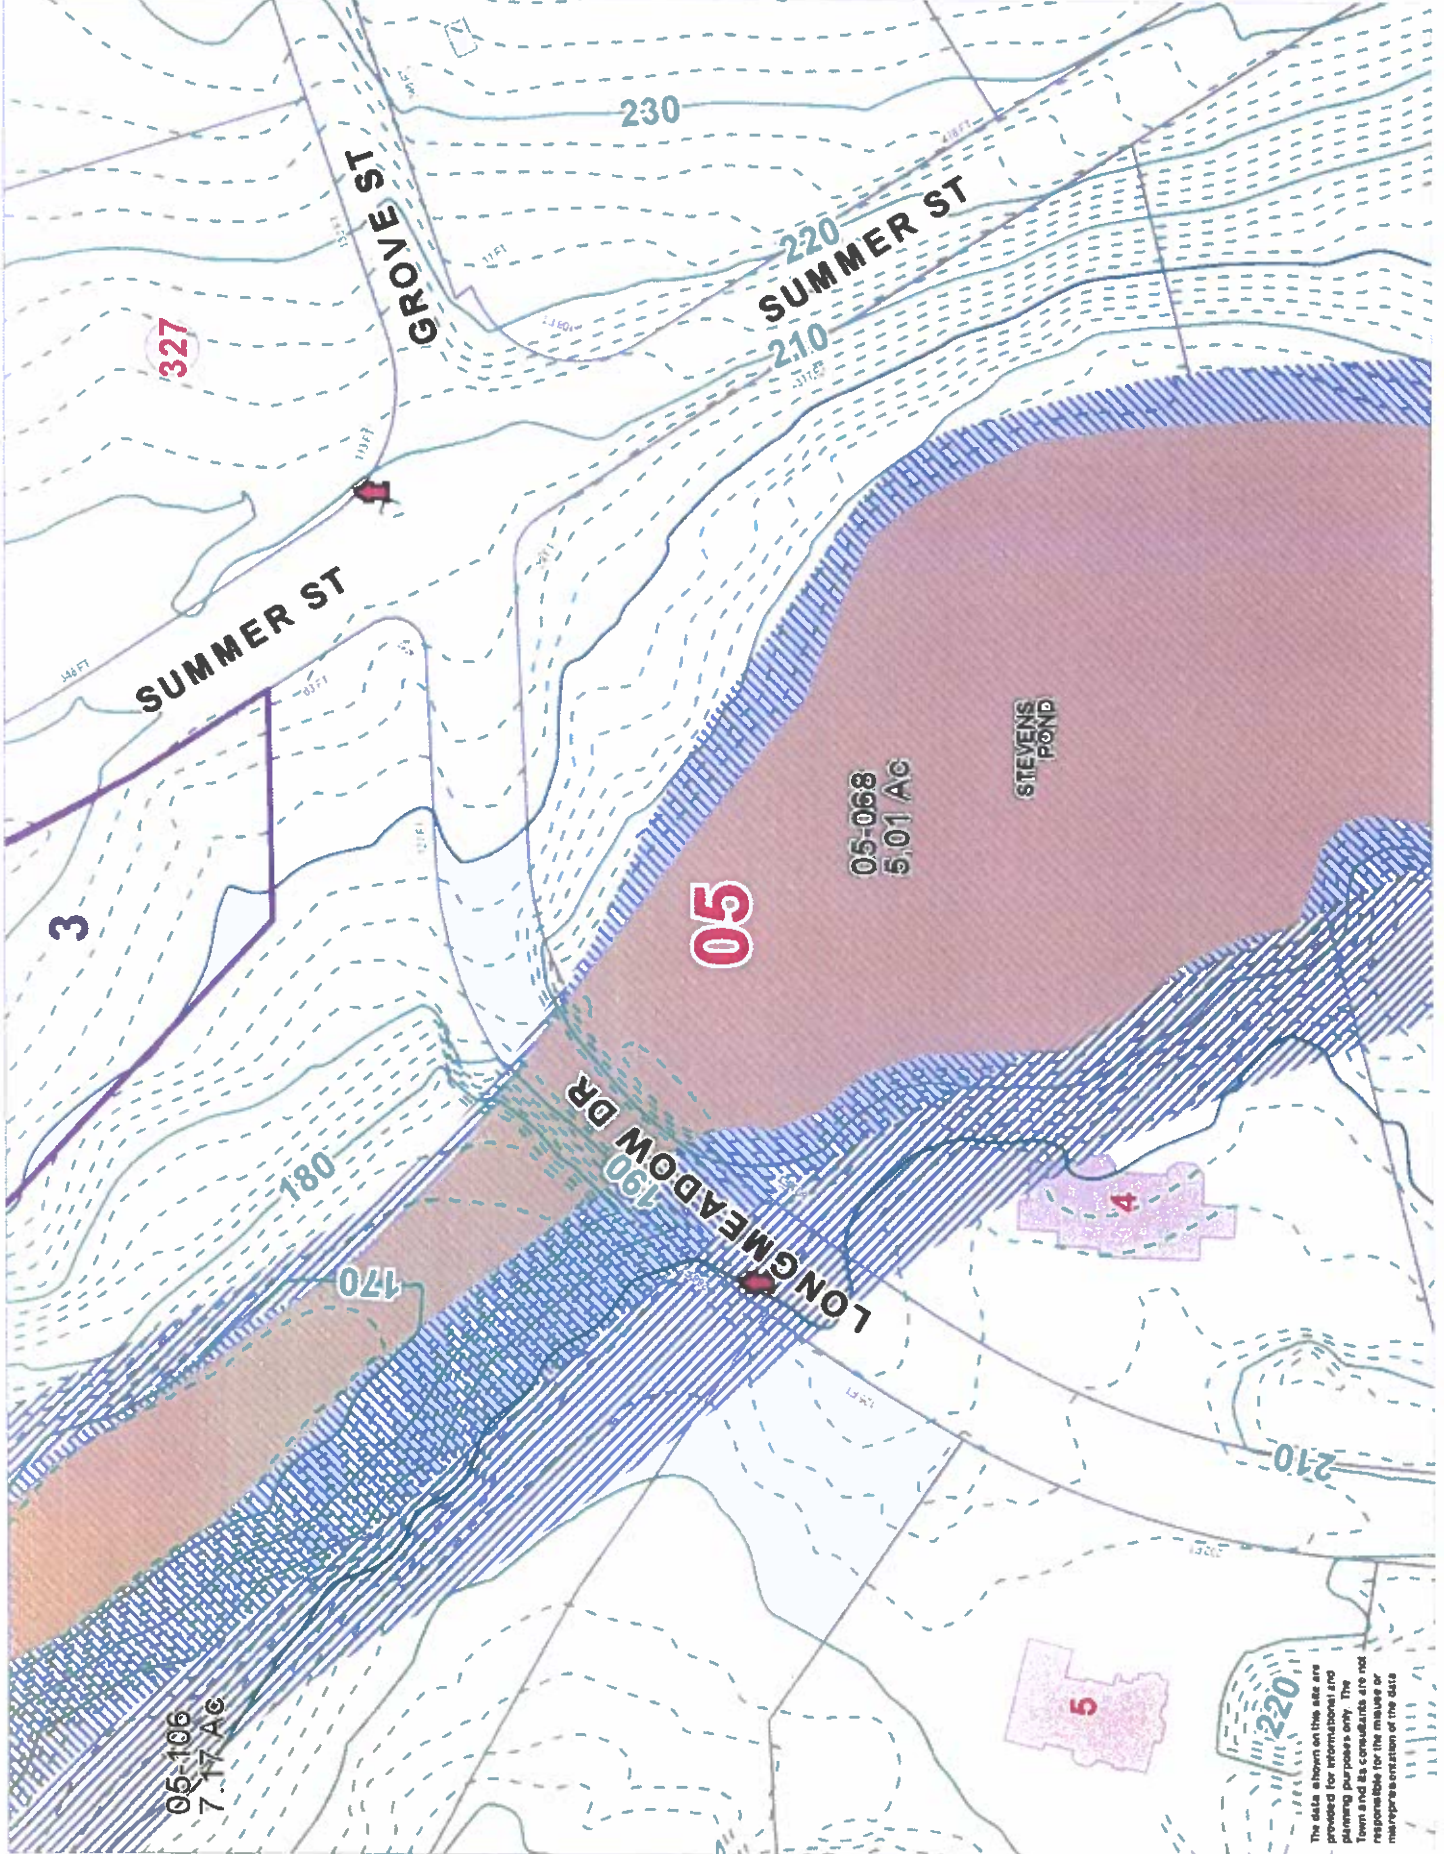 230
GROVE ST
220
SUMMER ST
210
327
SUMMER ST
3
STEVENS
POND
05-068
5.01 Ac
05
LONGMEADOW DR
190
180
170
4
210
5
220
05-106
7.17 Ac
The data shown on this site are
provided for informational and
planning purposes only. The
Town and its consultants are not
responsible for the misuse or
misrepresentation of the data